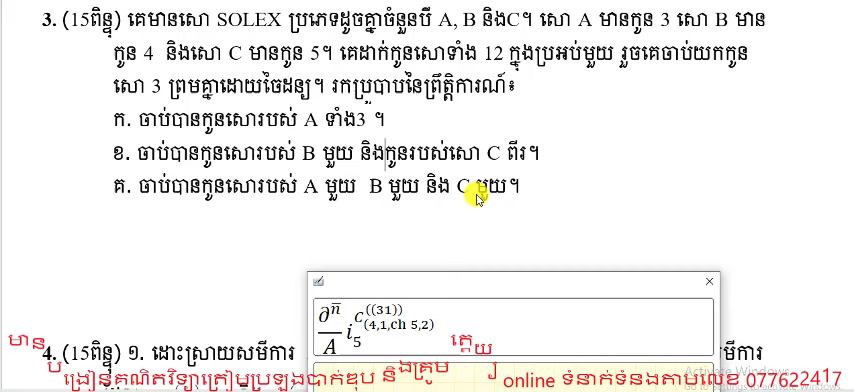 3. (15ពិន្ទុ) គេមានសោ SOLEX ប្រភេទដូចគ្នាចំនួនបី A, B និងC។ សោ A មានកូន 3 សោ B មាន
កូន 4 និងសោ C មានកូន 5។ គេដាក់កូនសោទាំង 12 ក្នុងប្រអប់មួយ រួចគេចាប់យកកូន
សោ 3 ព្រមគ្នាដោយចៃដន្យ។ រកប្រូបាបនៃព្រឹត្តិការណ៍៖
ក. ចាប់បានកូនសោរបស់ A ទាំង3 ។
ខ. ចាប់បានកូនសោរបស់ B មួយ និងកូនរបស់សោ C ពីរ។
គ. ចាប់បានកូនសោរបស់ A មួយ B មួយ និង C មួយ។
4. (15ពិន្ទុ) ១. ដោះស្រាយសមីការ
មាន
បង្រៀនគណិតវិទ្យាត្រៀមប្រឡងបាក់ឌុប និងគ្រូម online ទំនាក់ទំនងតាមលេខ 077622417